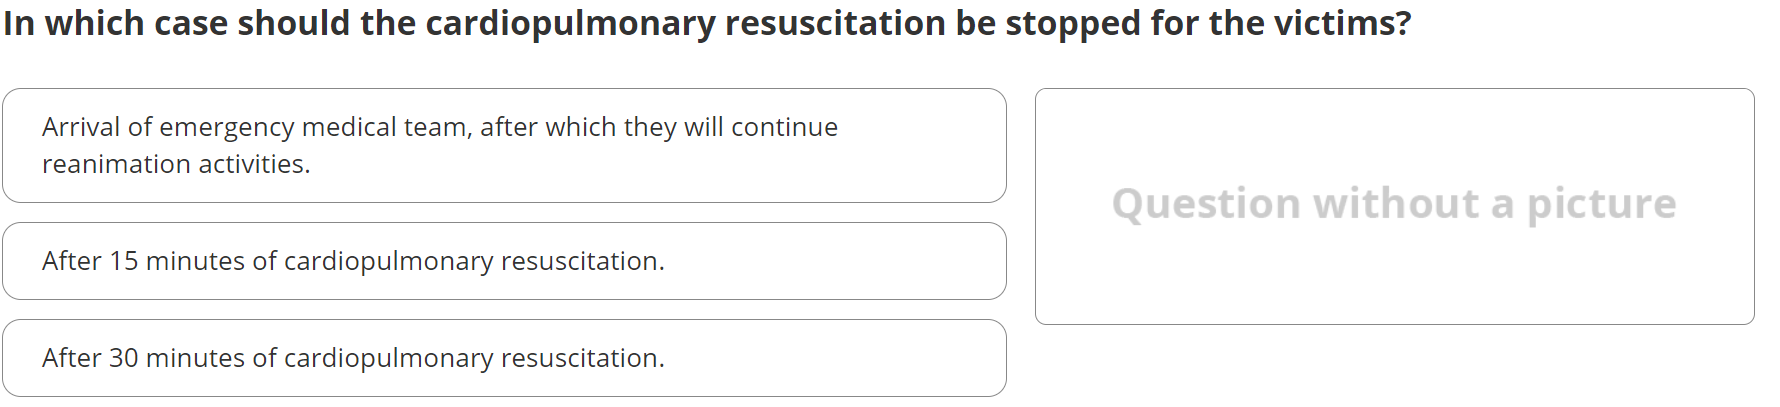 In which case should the cardiopulmonary resuscitation be stopped for the victims?
Arrival of emergency medical team, after which they will continue
reanimation activities.
Question without a picture
After 15 minutes of cardiopulmonary resuscitation.
After 30 minutes of cardiopulmonary resuscitation.